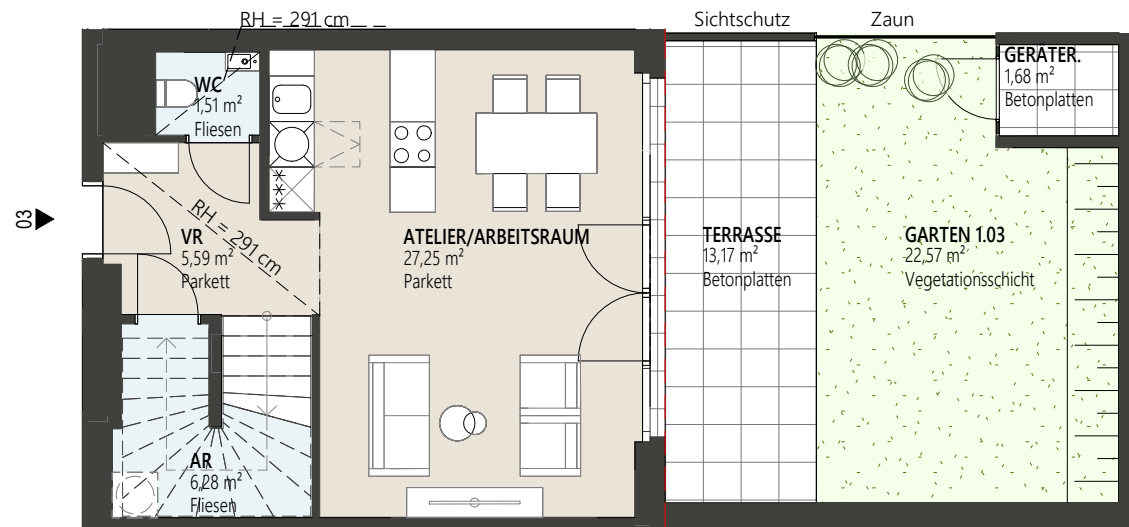 RH = 291 cm
Sichtschutz
Zaun
WC
1,51 m²
Fliesen
GERÄTER.
1,68 m²
Betonplatten
03
RH = 291 cm
VR
5,59 m²
Parkett
ATELIER/ARBEITSRAUM
27,25 m²
Parkett
TERRASSE
13,17 m²
Betonplatten
GARTEN 1.03
22,57 m²
Vegetationsschicht
AR
6,28 m²
Fliesen